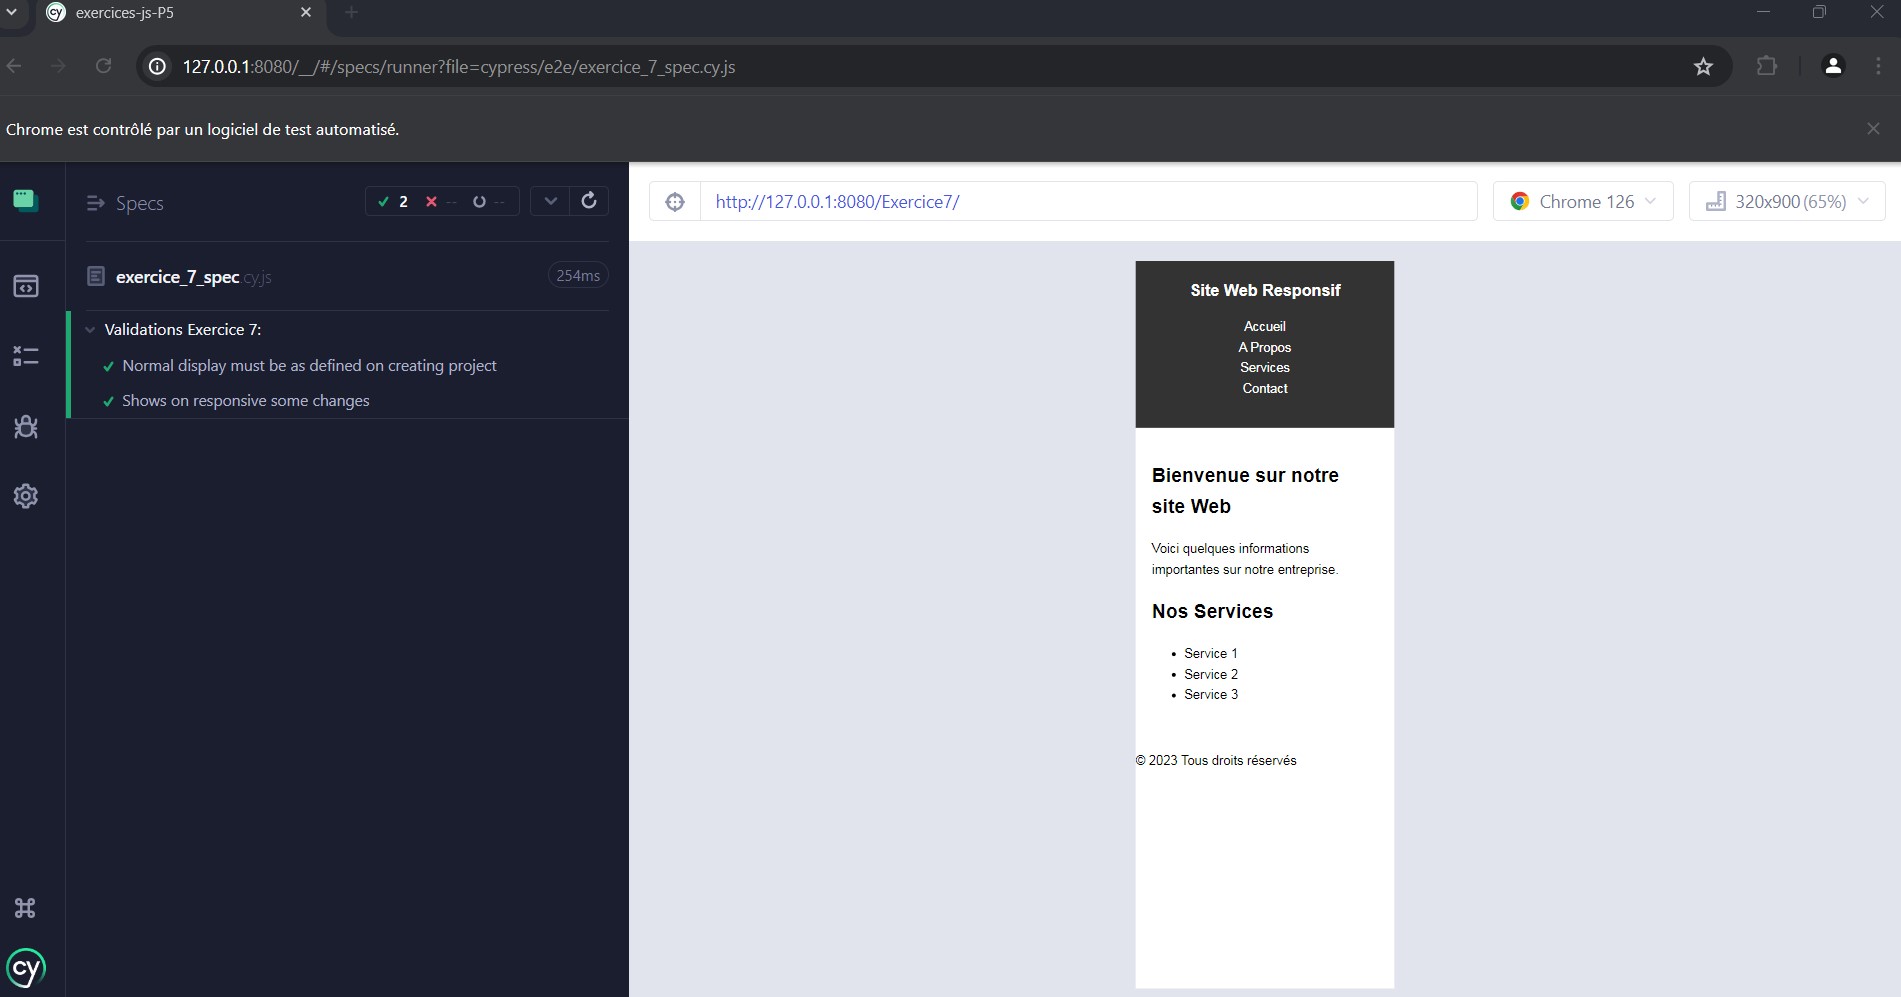 exercices-js-P5
127.0.0.1:8080/__/#/specs/runner?file=cypress/e2e/exercice_7_spec.cy.js
Chrome est contrôlé par un logiciel de test automatisé.
Specs
2 -- --
http://127.0.0.1:8080/Exercice7/
Chrome 126
320x900 (65%)
exercice_7_spec cy.js
254ms
Validations Exercice 7:
Normal display must be as defined on creating project
Shows on responsive some changes
Site Web Responsif
Accueil
A Propos
Services
Contact
Bienvenue sur notre
site Web
Voici quelques informations
importantes sur notre entreprise.
Nos Services
• Service 1
• Service 2
• Service 3
© 2023 Tous droits réservés
cy